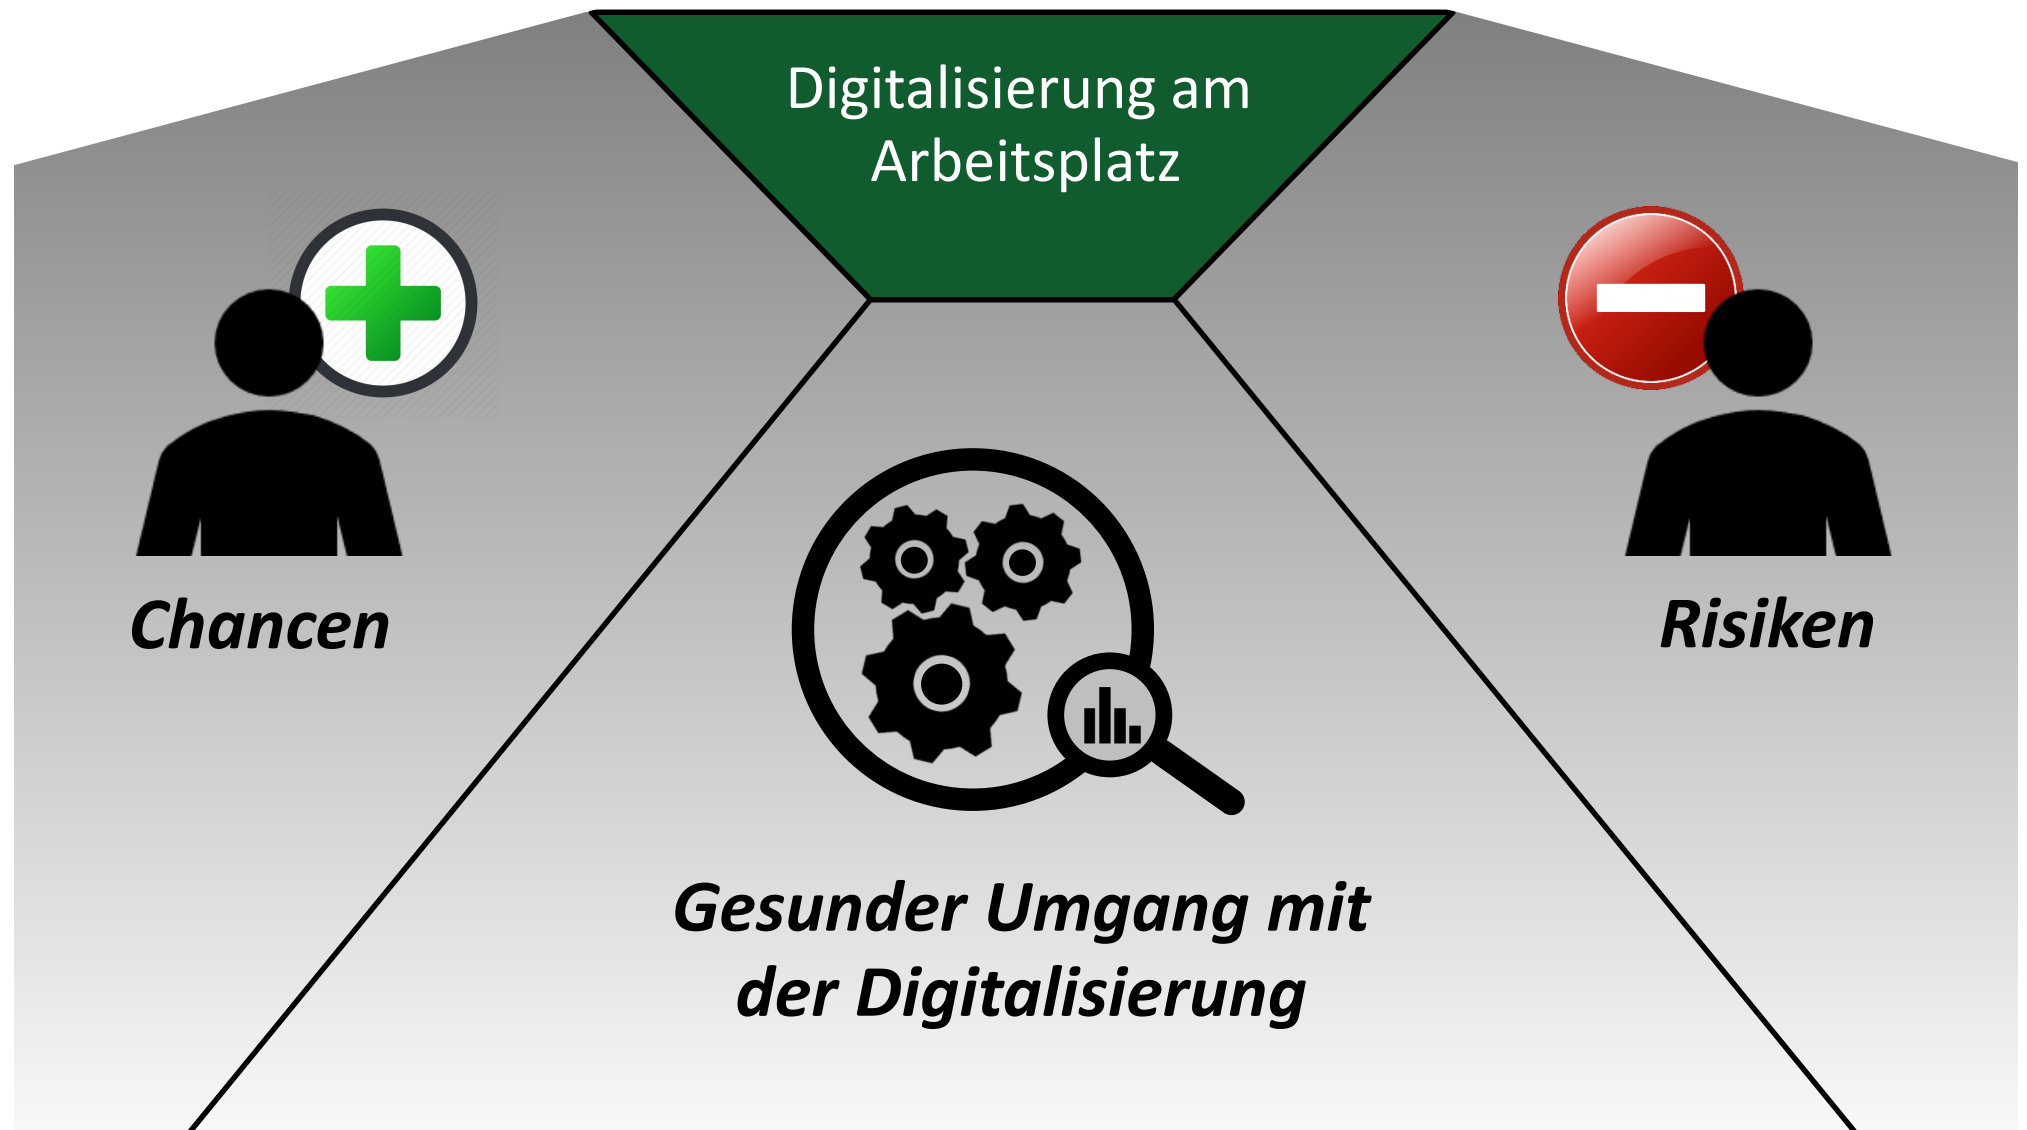 Digitalisierung am
Arbeitsplatz
Chancen
Risiken
Gesunder Umgang mit
der Digitalisierung